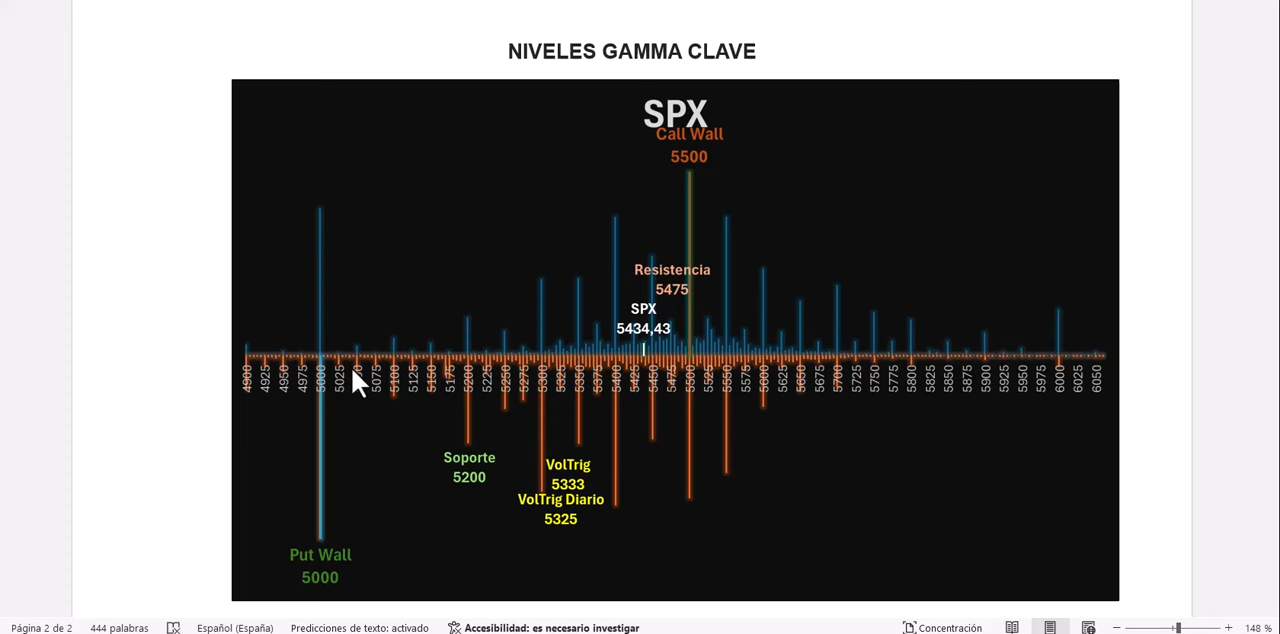 NIVELES GAMMA CLAVE
SPX
Call Wall
5500
Resistencia
5475
SPX
5434,43
4900 4925 4950 4975 5000 5025 5075 5100 5125 5150 5175 5200 5225 5250 5275 5300 5325 5350 5375 5400 5425 5450 5475 5500 5525 5550 5575 5600 5625 5650 5675 5700 5725 5750 5775 5800 5825 5850 5875 5900 5925 5950 5975 6000 6025 6050
Soporte
5200
VolTrig
5333
VolTrig Diario
5325
Put Wall
5000
Página 2 de 2 444 palabras Español (España) Predicciones de texto: activado Accesibilidad: es necesario investigar Concentración 148 %